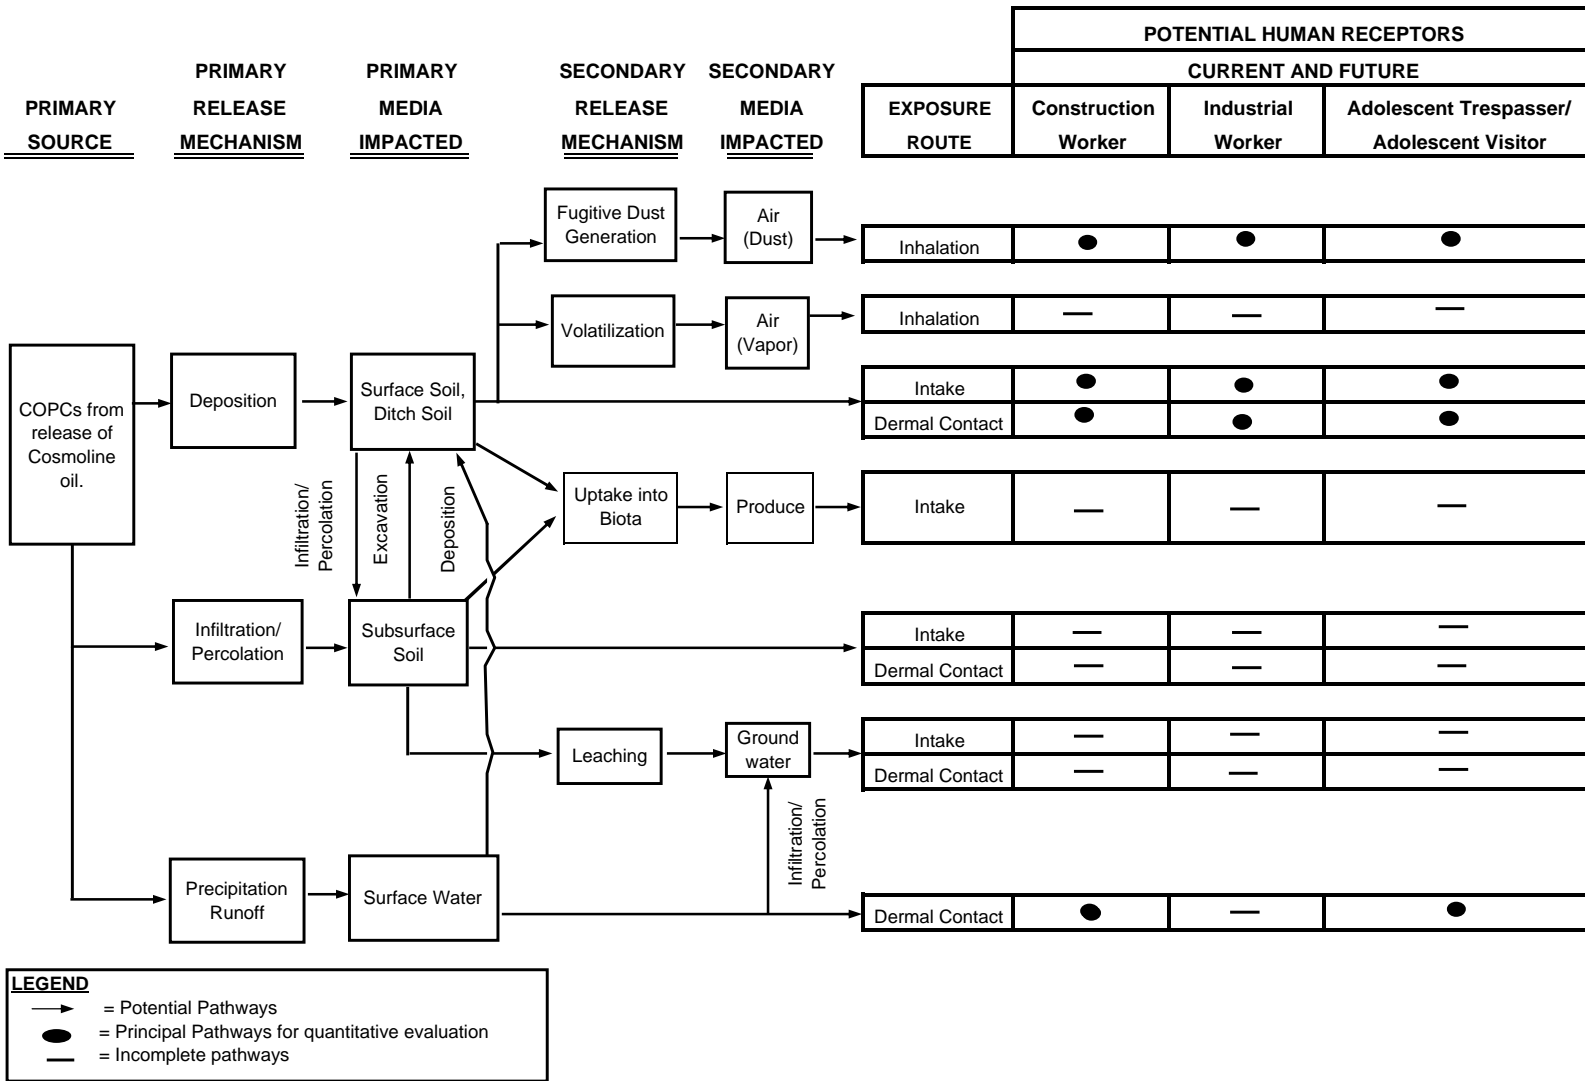 POTENTIAL HUMAN RECEPTORS
CURRENT AND FUTURE
PRIMARY
SOURCE
PRIMARY
RELEASE
MECHANISM
PRIMARY
MEDIA
IMPACTED
SECONDARY
RELEASE
MECHANISM
SECONDARY
MEDIA
IMPACTED
EXPOSURE
ROUTE
Construction
Worker
Industrial
Worker
Adolescent Trespasser/
Adolescent Visitor
Fugitive Dust
Generation
Air
(Dust)
Inhalation
Volatilization
Air
(Vapor)
Inhalation
COPCs from
release of
Cosmoline
oil.
Deposition
Surface Soil,
Ditch Soil
Intake
Dermal Contact
Infiltration/
Percolation
Excavation
Deposition
Uptake into
Biota
Produce
Intake
Infiltration/
Percolation
Subsurface
Soil
Intake
Dermal Contact
Leaching
Ground
water
Intake
Dermal Contact
Infiltration/
Percolation
Precipitation
Runoff
Surface Water
Dermal Contact
LEGEND
= Potential Pathways
= Principal Pathways for quantitative evaluation
= Incomplete pathways